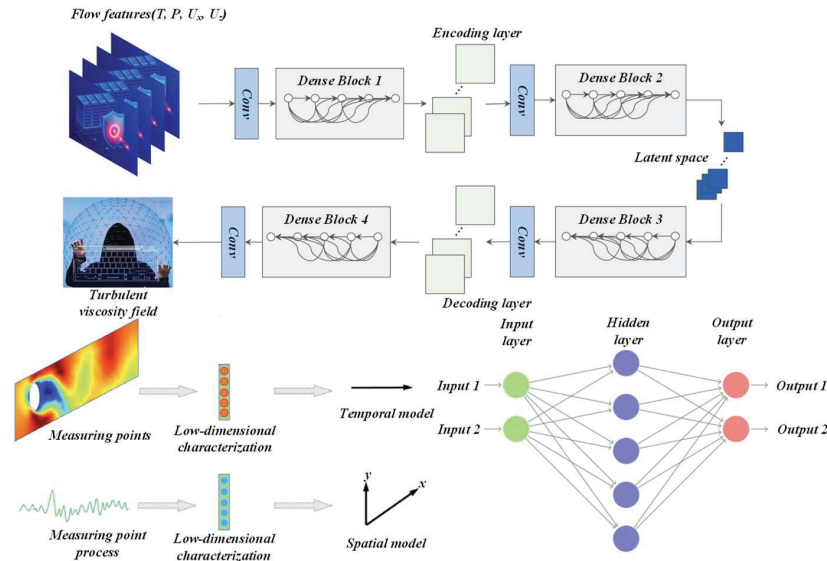 Flow features(T, P, Uₓ, U_z)
Encoding layer
Conv
Dense Block 1
Conv
Dense Block 2
Latent space
Conv
Dense Block 4
Conv
Dense Block 3
Decoding layer
Turbulent
viscosity field
Input
layer
Hidden
layer
Output
layer
Input 1
Input 2
Output 1
Output 2
Measuring points
Low-dimensional
characterization
Temporal model
Measuring point
process
Low-dimensional
characterization
y
x
Spatial model